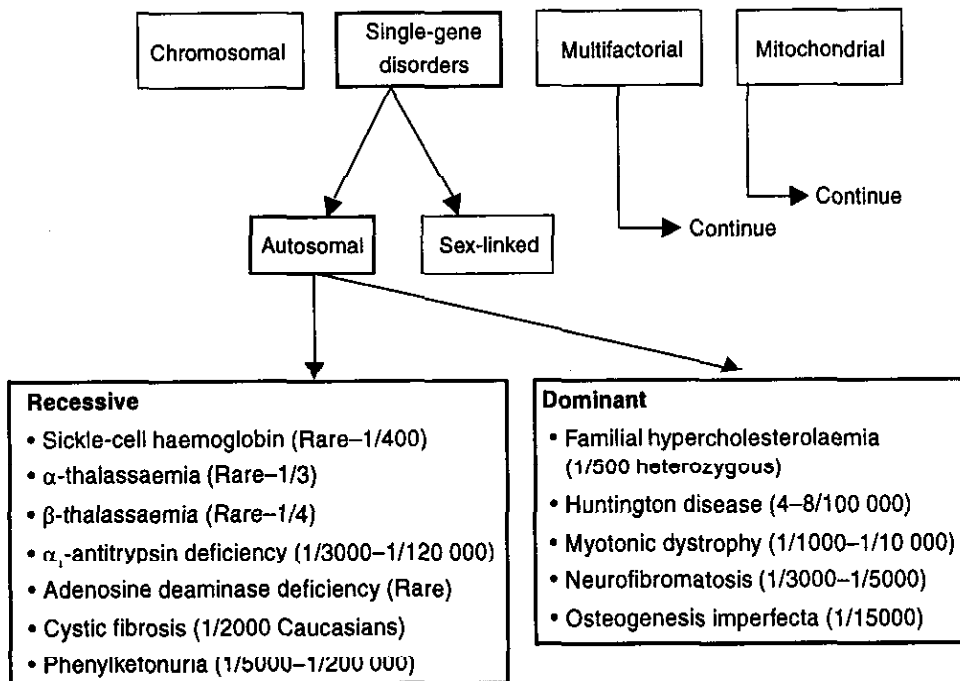 Chromosomal
Single-gene
disorders
Multifactorial
Mitochondrial
Continue
Continue
Autosomal
Sex-linked
Recessive
• Sickle-cell haemoglobin (Rare–1/400)
• α-thalassaemia (Rare–1/3)
• β-thalassaemia (Rare–1/4)
• α₁-antitrypsin deficiency (1/3000–1/120 000)
• Adenosine deaminase deficiency (Rare)
• Cystic fibrosis (1/2000 Caucasians)
• Phenylketonuria (1/5000–1/200 000)
Dominant
• Familial hypercholesterolaemia
(1/500 heterozygous)
• Huntington disease (4–8/100 000)
• Myotonic dystrophy (1/1000–1/10 000)
• Neurofibromatosis (1/3000–1/5000)
• Osteogenesis imperfecta (1/15000)